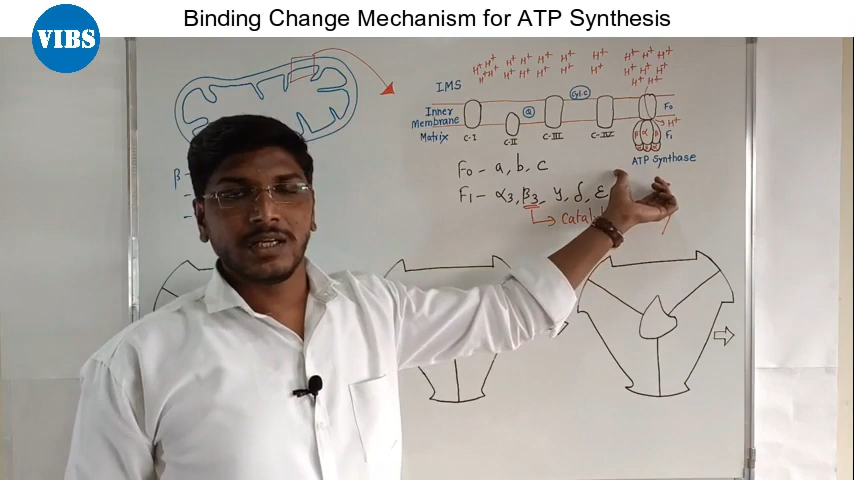 Binding Change Mechanism for ATP Synthesis
VIBS
H+ H+ H+ H+ H+ H+ H+ H+ H+ H+
H+ H+ H+ H+ H+ H+ H+ H+ H+ H+
H+ H+ H+ H+
IMS
Inner
Membrane
Matrix
C-I
C-II
Q
C-III
Cyt.C
C-IV
F0
H+
F1
β α β
ATP Synthase
F0 - a, b, c
F1 - α3, β3, γ, δ, ε
β -